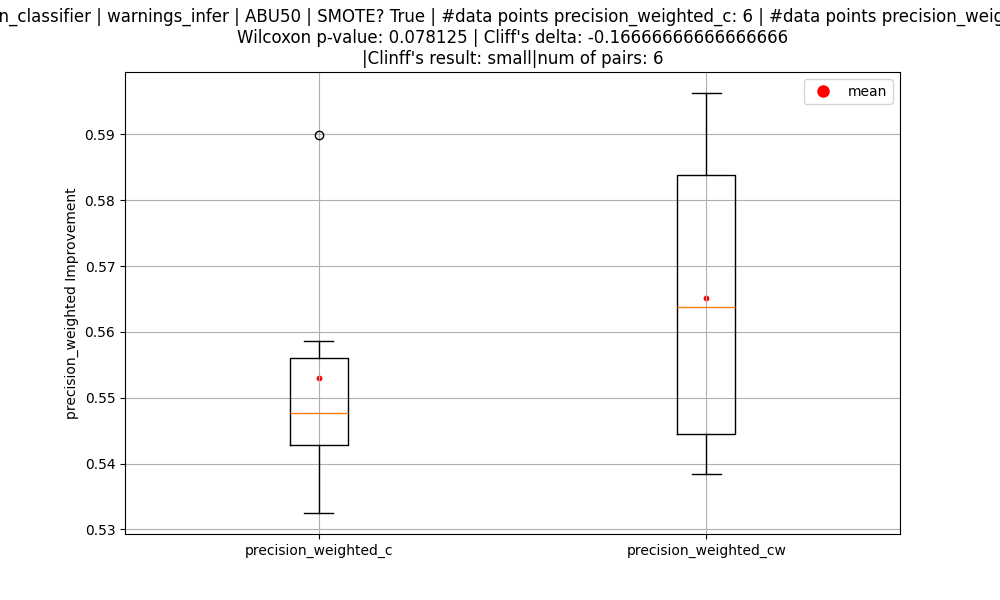 n_classifier | warnings_infer | ABU50 | SMOTE? True | #data points precision_weighted_c: 6 | #data points precision_weig
Wilcoxon p-value: 0.078125 | Cliff's delta: -0.16666666666666666
|Clinff's result: small|num of pairs: 6
mean
0.59
0.58
0.57
0.56
0.55
0.54
0.53
precision_weighted Improvement
precision_weighted_c
precision_weighted_cw